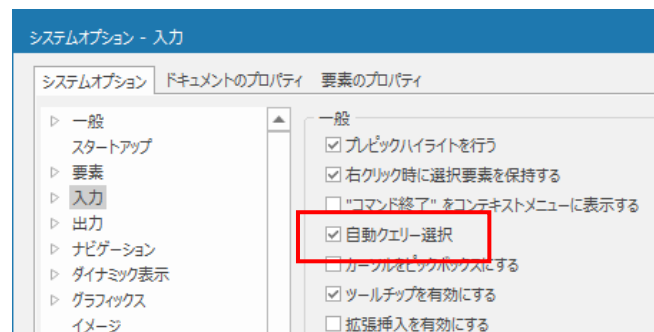 システムオプション - 入力
システムオプション ドキュメントのプロパティ 要素のプロパティ
一般
スタートアップ
要素
入力
出力
ナビゲーション
ダイナミック表示
グラフィックス
イメージ
一般
プレピックハイライトを行う
右クリック時に選択要素を保持する
"コマンド終了" をコンテキストメニューに表示する
自動クエリー選択
カーソルをピックボックスにする
ツールチップを有効にする
拡張挿入を有効にする